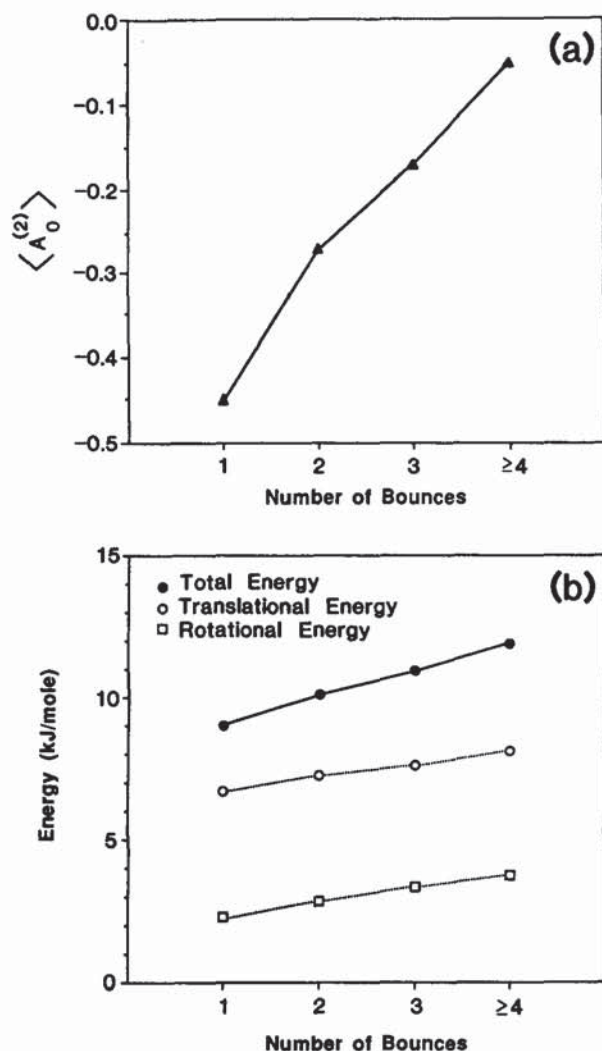 (a)
0.0
−0.1
−0.2
−0.3
−0.4
−0.5
⟨A₀⁽²⁾⟩
1 2 3 ≥4
Number of Bounces
(b)
15
10
5
0
Energy (kJ/mole)
Total Energy
Translational Energy
Rotational Energy
1 2 3 ≥4
Number of Bounces